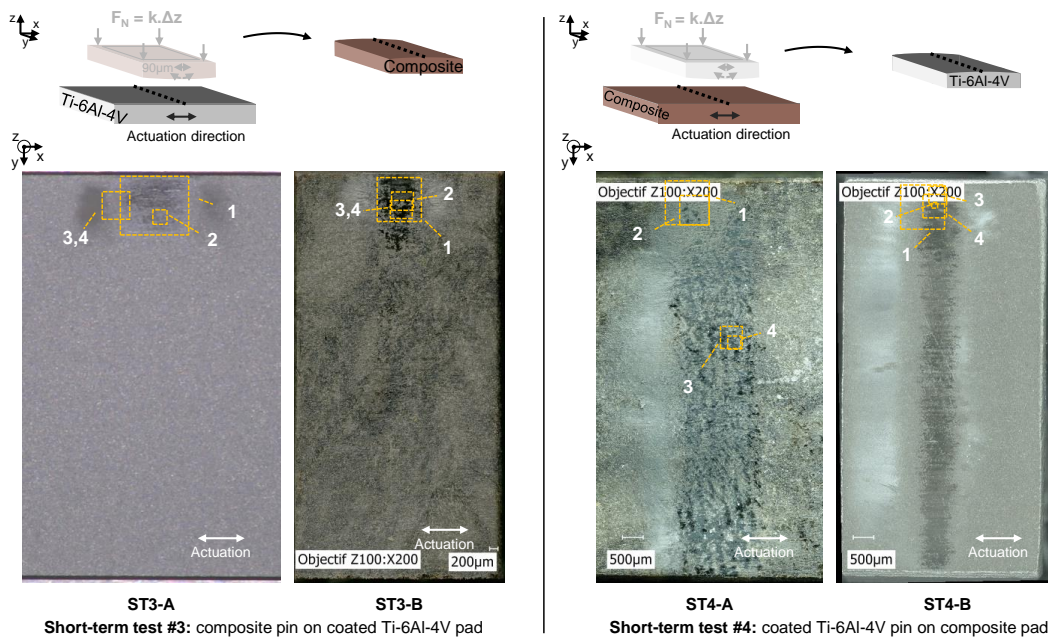 z
x
y
F_N = k.Δz
90µm
Composite
Ti-6Al-4V
Actuation direction
z
x
y
1
2
3,4
Actuation
2
3,4
1
Actuation
Objectif Z100:X200
200µm
ST3-A
ST3-B
Short-term test #3: composite pin on coated Ti-6Al-4V pad
z
x
y
F_N = k.Δz
Ti-6Al-4V
Composite
Actuation direction
z
x
y
Objectif Z100:X200
1
2
4
3
Actuation
500µm
Objectif Z100:X200
3
2
4
1
Actuation
500µm
ST4-A
ST4-B
Short-term test #4: coated Ti-6Al-4V pin on composite pad